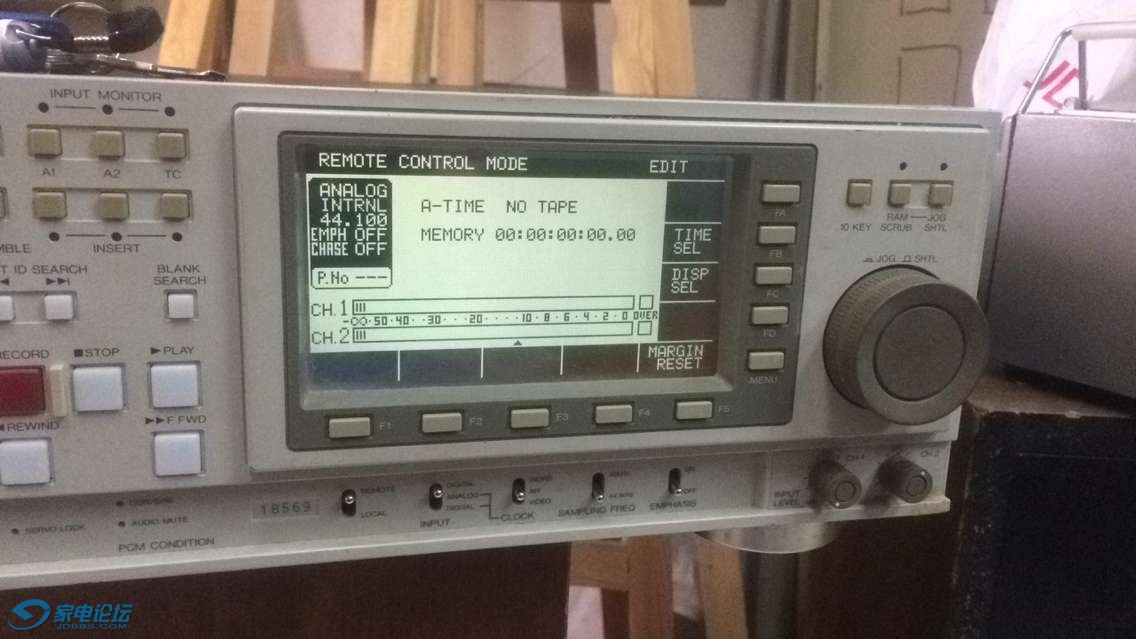 INPUT MONITOR
A1 A2 TC
INSERT
ID SEARCH
BLANK SEARCH
RECORD
STOP
PLAY
REWIND
F FWD
REMOTE CONTROL MODE
EDIT
ANALOG
INTRNL
44.100
EMPH OFF
CHASE OFF
P.No ---
A-TIME NO TAPE
MEMORY 00:00:00:00.00
TIME SEL
DISP SEL
CH.1
-∞·50·40··30···20····10·8·6·4·2·0 OVER
CH.2
MARGIN RESET
FA
FB
FC
FD
MENU
F1 F2 F3 F4 F5
10 KEY
RAM SCRUB
JOG SHTL
JOG SHTL
SERVO LOCK
AUDIO MUTE
PCM CONDITION
18569
REMOTE
LOCAL
DIGITAL
ANALOG
DIGITAL
INPUT
CLOCK
VIDEO
SAMPLING FREQ
OFF
EMPHASIS
INPUT LEVEL
家电论坛
JDBBS.COM